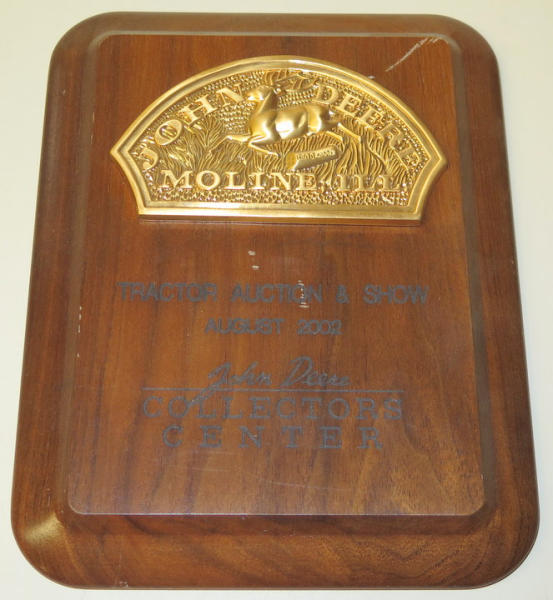 JOHN DEERE
MOLINE, ILL.
TRACTOR AUCTION & SHOW
AUGUST 2002
John Deere
COLLECTORS
CENTER